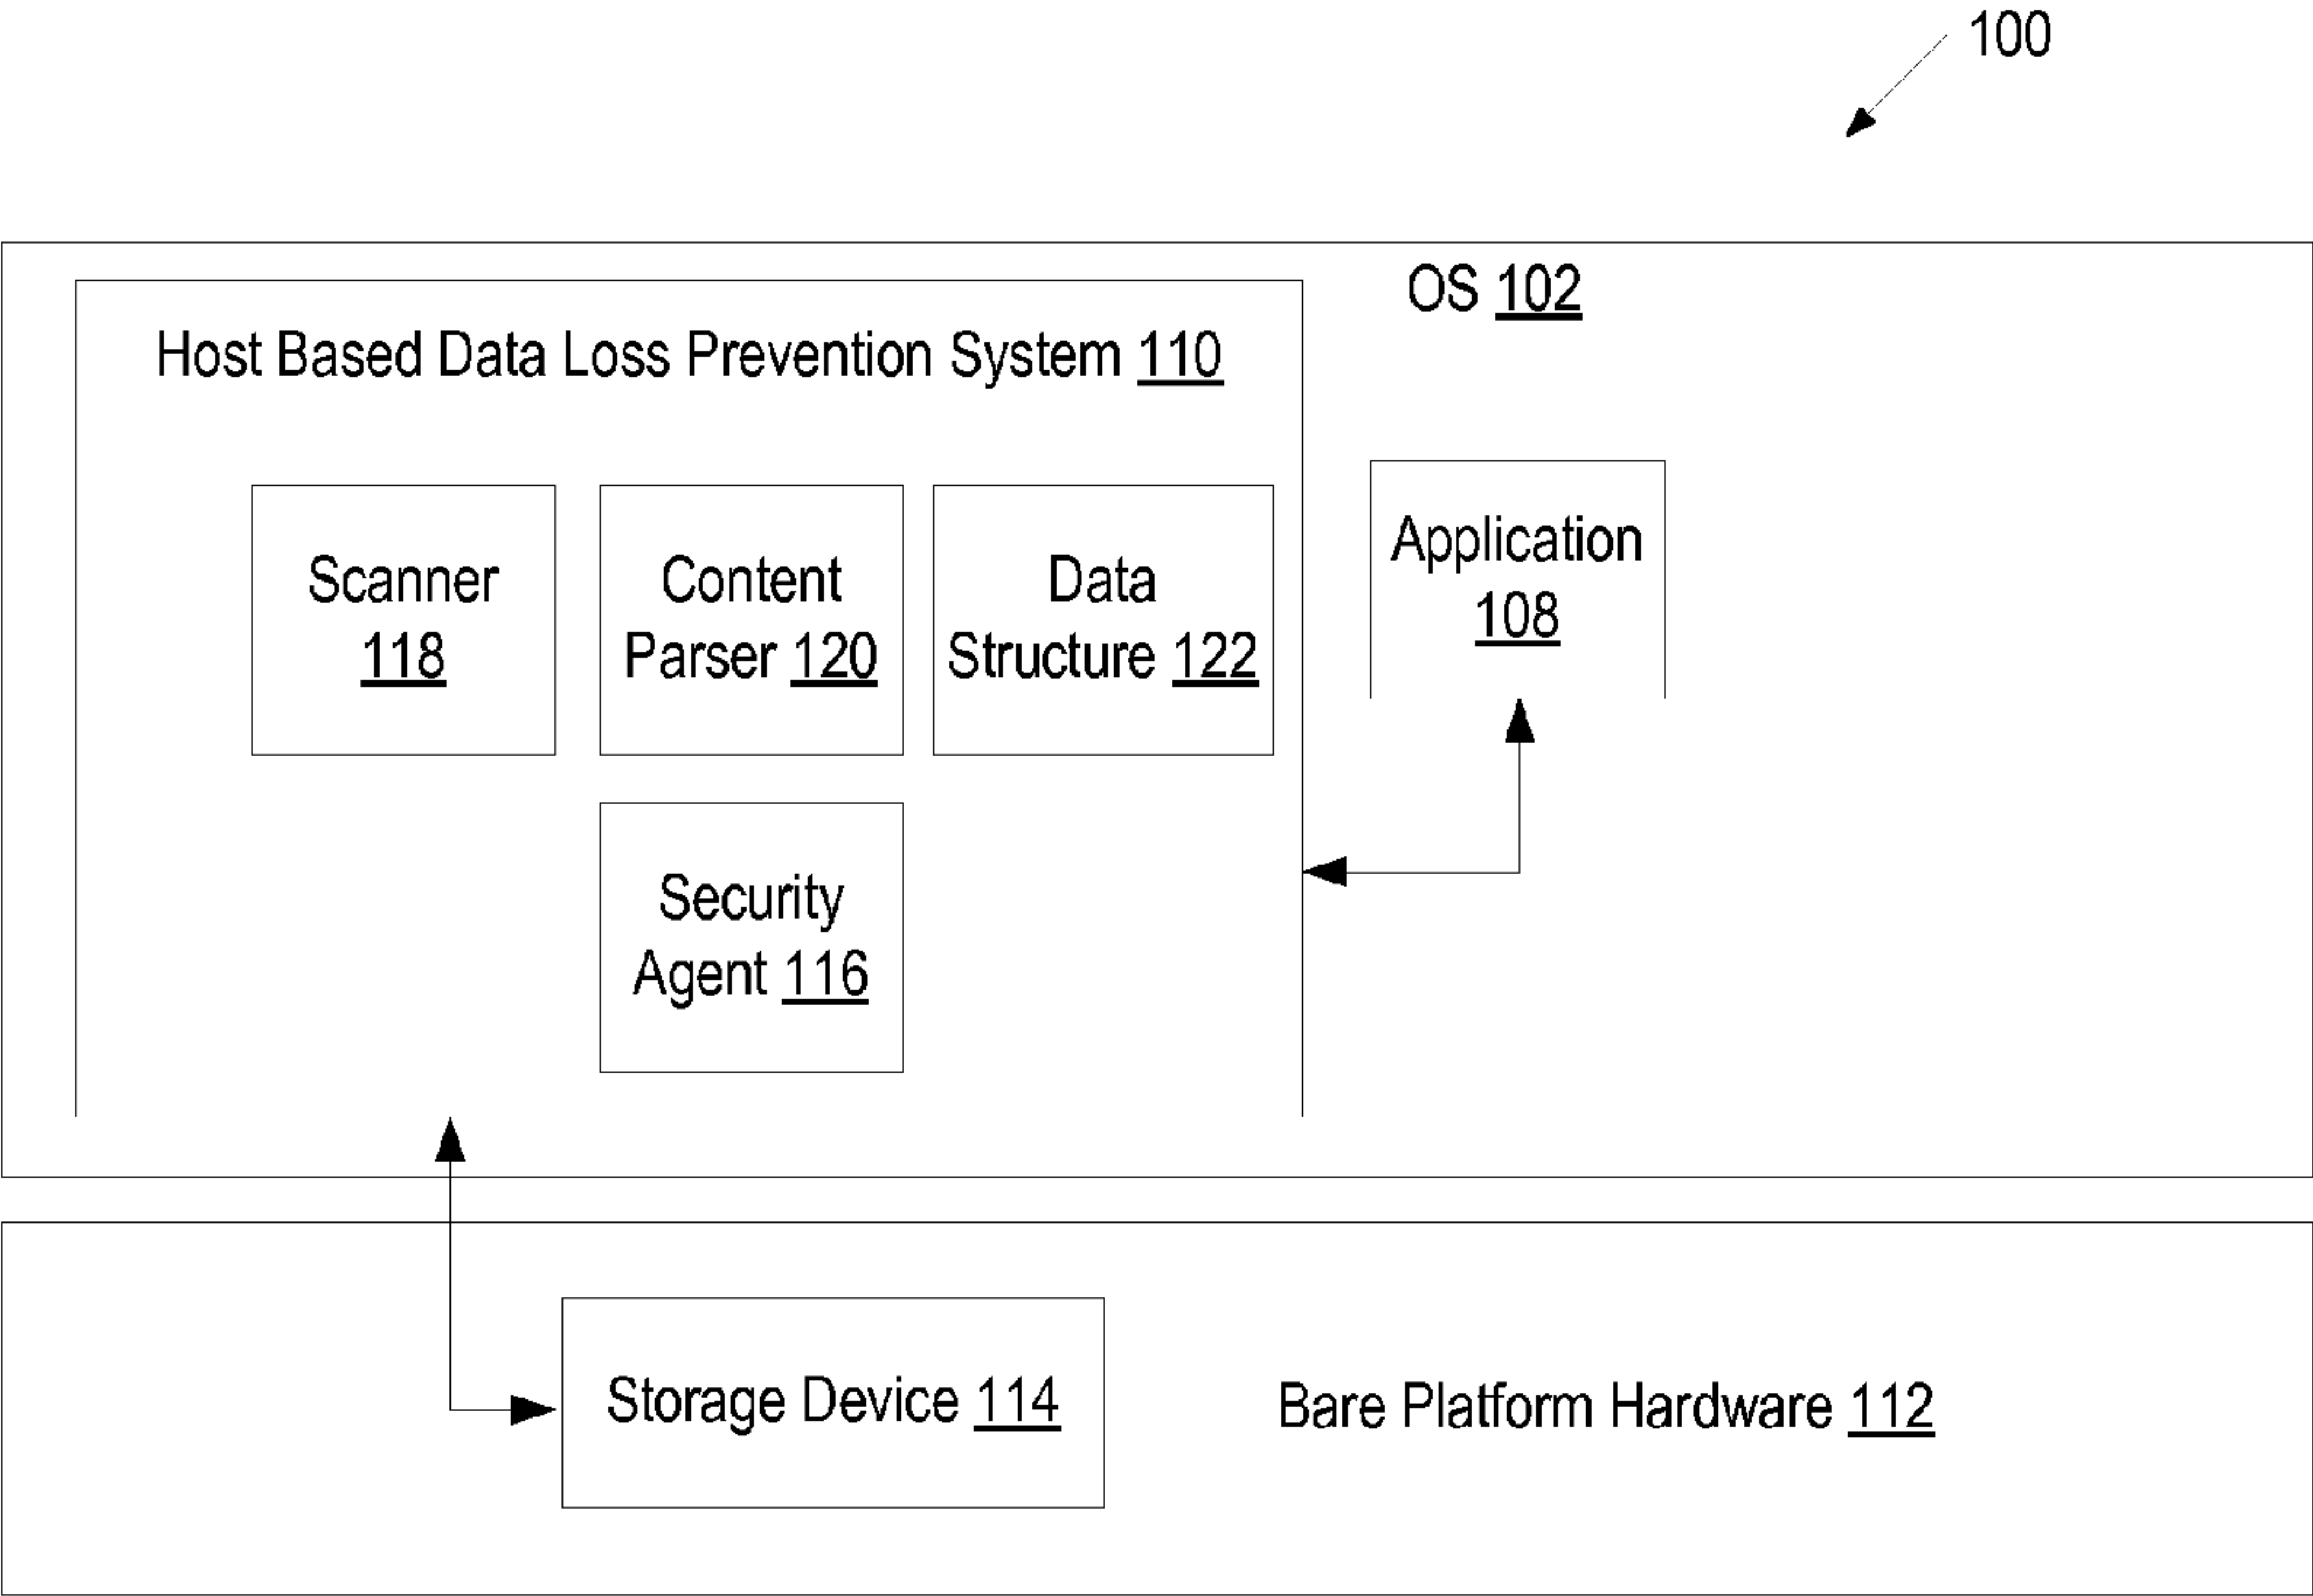 100
OS 102
Host Based Data Loss Prevention System 110
Scanner
118
Content
Parser 120
Data
Structure 122
Application
108
Security
Agent 116
Storage Device 114
Bare Platform Hardware 112